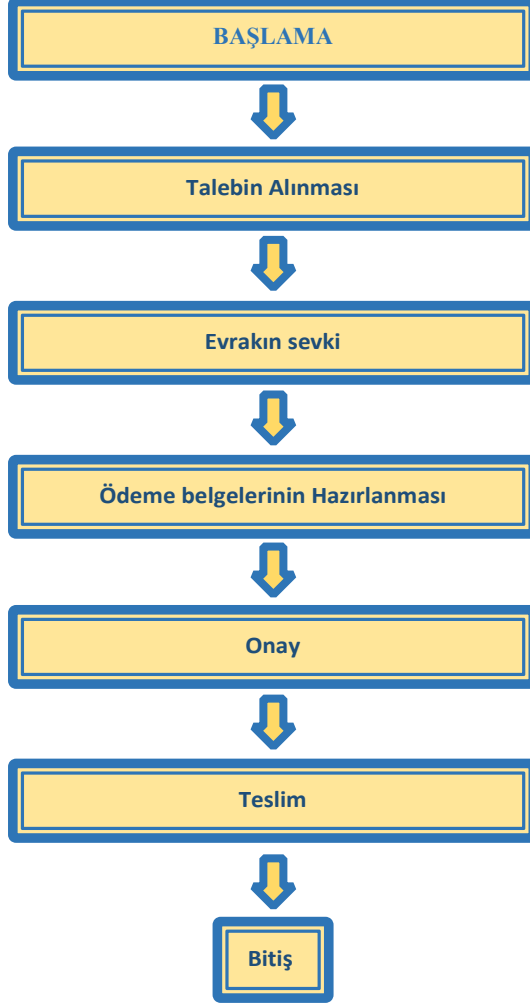 BAŞLAMA
Talebin Alınması
Evrakın sevki
Ödeme belgelerinin Hazırlanması
Onay
Teslim
Bitiş